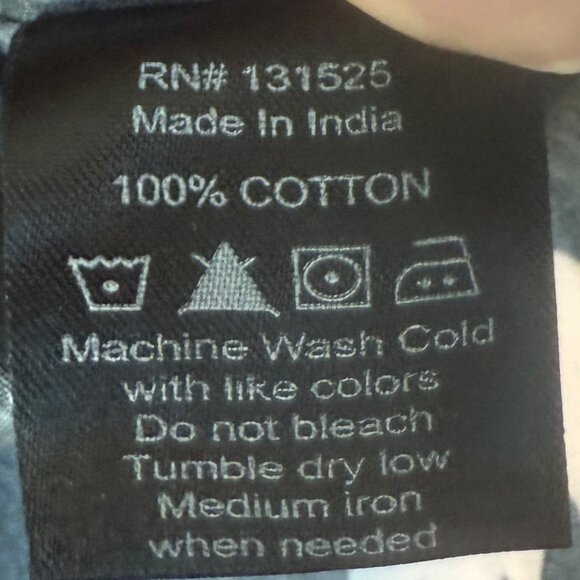 RN# 131525
Made In India
100% COTTON
Machine Wash Cold
with like colors
Do not bleach
Tumble dry low
Medium iron
when needed